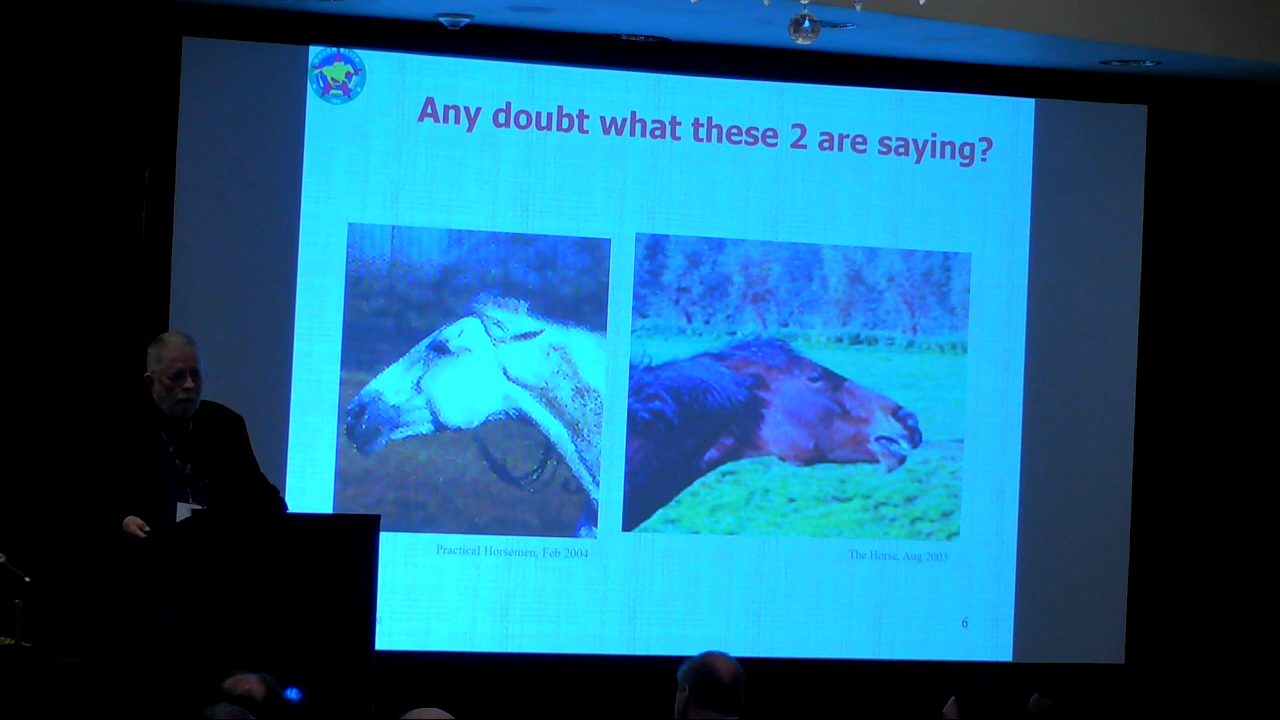 Any doubt what these 2 are saying?
Practical Horsemen, Feb 2004
The Horse, Aug 2003
6